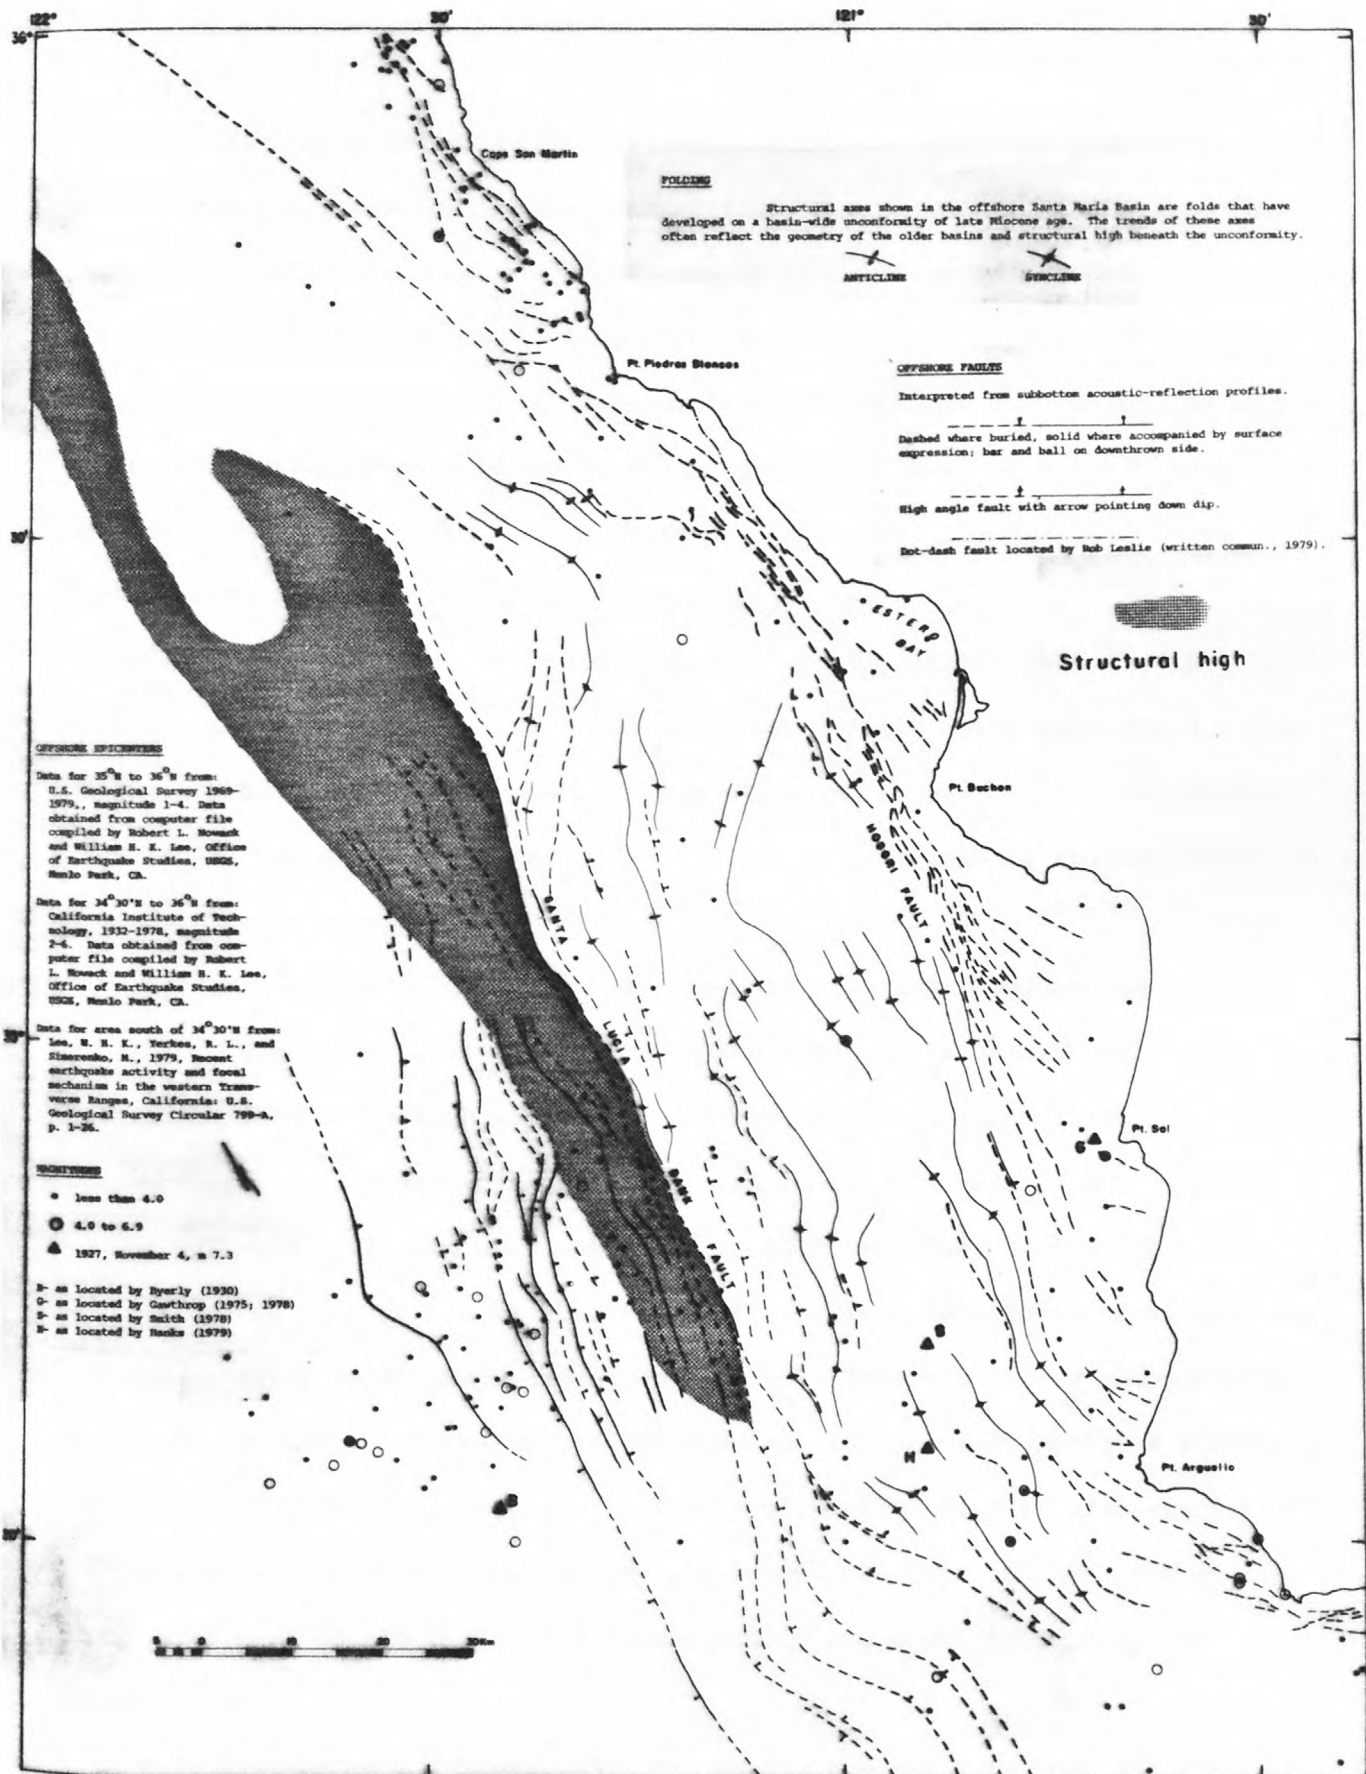 122°
30'
121°
30'
36°
Cape San Martin
FOLDING
Structural axes shown in the offshore Santa Maria Basin are folds that have
developed on a basin-wide unconformity of late Miocene age. The trends of these axes
often reflect the geometry of the older basins and structural high beneath the unconformity.
ANTICLINE
SYNCLINE
Pt. Piedras Blancas
OFFSHORE FAULTS
Interpreted from subbottom acoustic-reflection profiles.
Dashed where buried, solid where accompanied by surface
expression; bar and ball on downthrown side.
High angle fault with arrow pointing down dip.
Dot-dash fault located by Rob Leslie (written commun., 1979).
30'
ESTERO
BAY
Structural high
OFFSHORE EPICENTERS
Data for 35°N to 36°N from:
U.S. Geological Survey 1969-
1979,, magnitude 1-4. Data
obtained from computer file
compiled by Robert L. Nowack
and William H. K. Lee, Office
of Earthquake Studies, USGS,
Menlo Park, CA.
Pt. Buchon
HOSGRI FAULT
Data for 34°30'N to 36°N from:
California Institute of Tech-
nology, 1932-1978, magnitude
2-6. Data obtained from com-
puter file compiled by Robert
L. Nowack and William H. K. Lee,
Office of Earthquake Studies,
USGS, Menlo Park, CA.
SANTA LUCIA BANK FAULT
35°
Data for area south of 34°30'N from:
Lee, W. H. K., Yerkes, R. L., and
Simerenko, M., 1979, Recent
earthquake activity and focal
mechanism in the western Trans-
verse Ranges, California: U.S.
Geological Survey Circular 799-A,
p. 1-26.
Pt. Sal
G
MAGNITUDES
less than 4.0
4.0 to 6.9
1927, November 4, m 7.3
B- as located by Byerly (1930)
G- as located by Gawthrop (1975; 1978)
S- as located by Smith (1978)
H- as located by Hanks (1979)
S
H
Pt. Arguello
B
30'
5 0 10 20 30Km